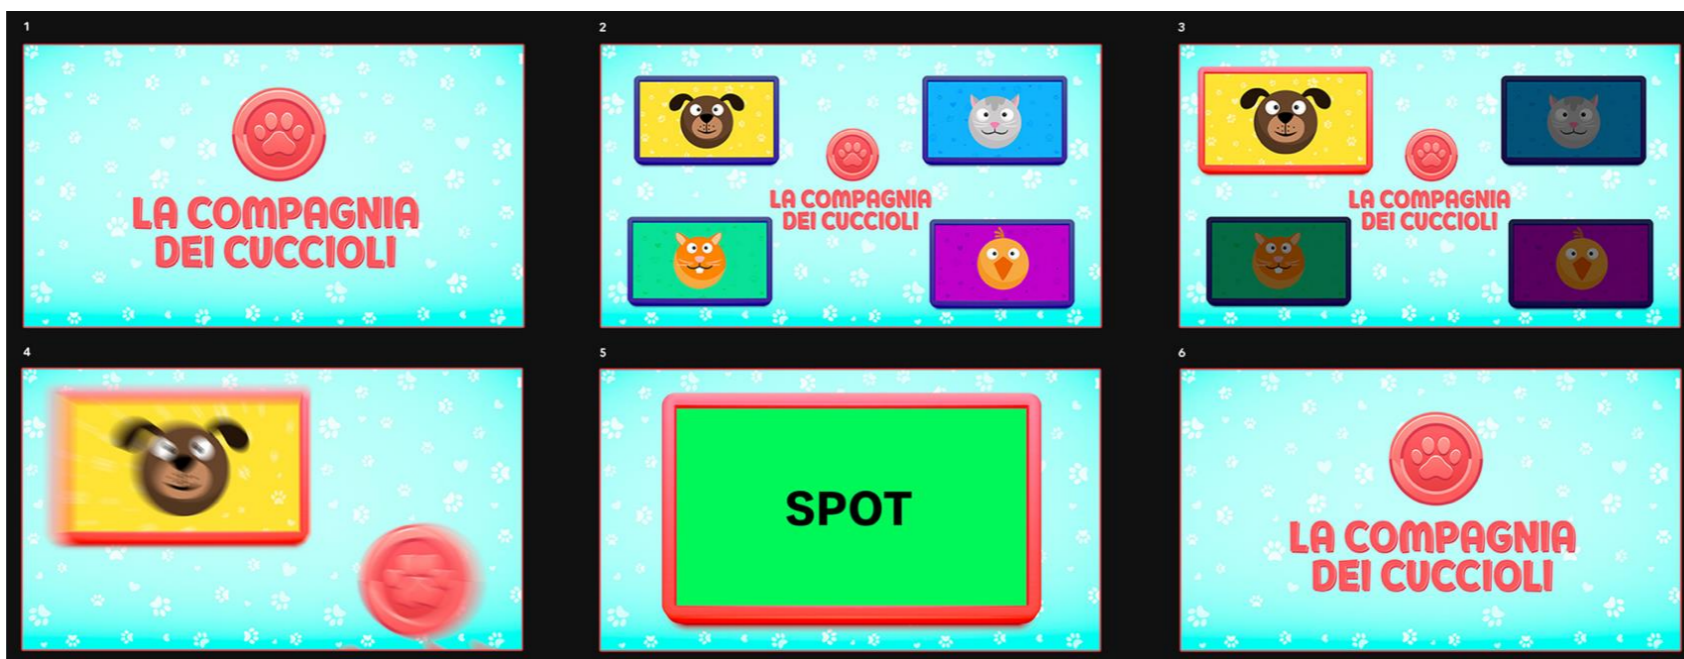 1
LA COMPAGNIA
DEI CUCCIOLI
2
LA COMPAGNIA
DEI CUCCIOLI
3
LA COMPAGNIA
DEI CUCCIOLI
4
5
SPOT
6
LA COMPAGNIA
DEI CUCCIOLI